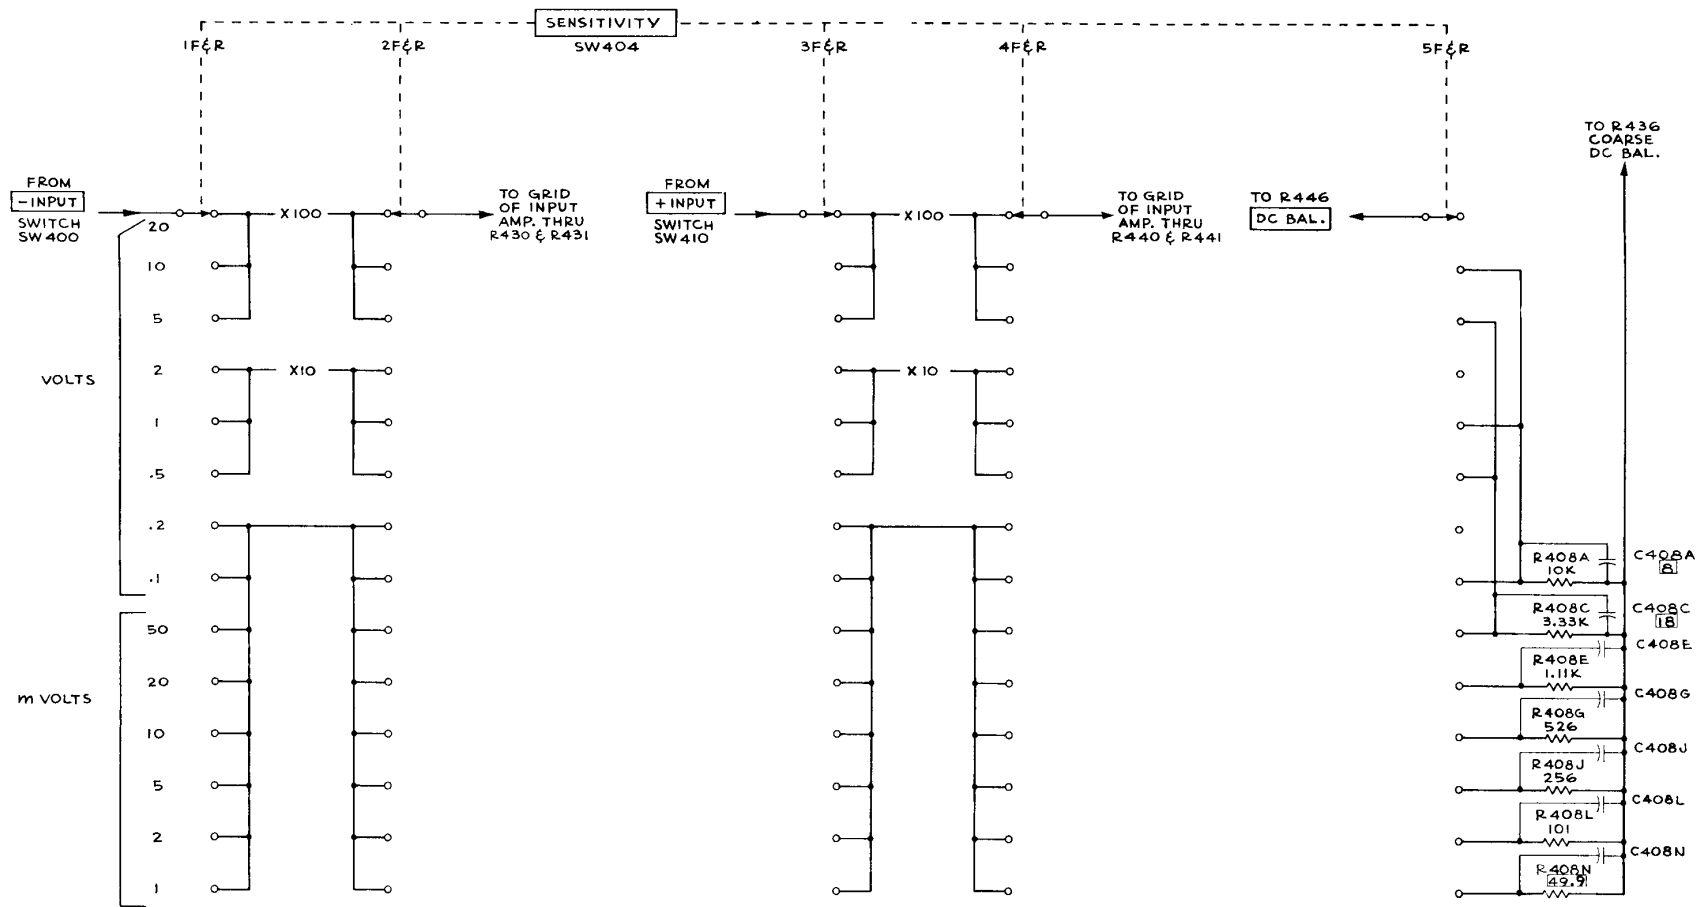 SENSITIVITY
SW404
1F&R
2F&R
3F&R
4F&R
5F&R
TO R436
COARSE
DC BAL.
FROM
-INPUT
SWITCH
SW400
X100
TO GRID
OF INPUT
AMP. THRU
R430 & R431
FROM
+INPUT
SWITCH
SW410
X100
TO GRID
OF INPUT
AMP. THRU
R440 & R441
TO R446
DC BAL.
20
10
5
2
X10
X10
VOLTS
1
.5
.2
.1
50
20
m VOLTS
10
5
2
1
R408A
10K
C408A
8
R408C
3.33K
C408C
18
C408E
R408E
1.11K
C408G
R408G
526
C408J
R408J
256
C408L
R408L
101
C408N
R408N
49.9